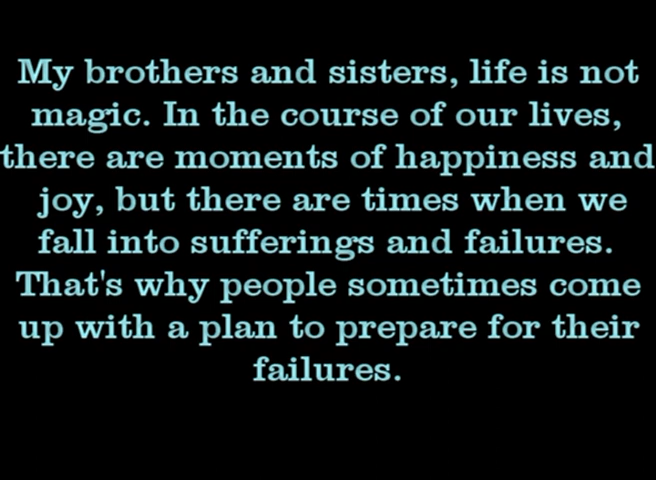 My brothers and sisters, life is not
magic. In the course of our lives,
there are moments of happiness and
joy, but there are times when we
fall into sufferings and failures.
That's why people sometimes come
up with a plan to prepare for their
failures.